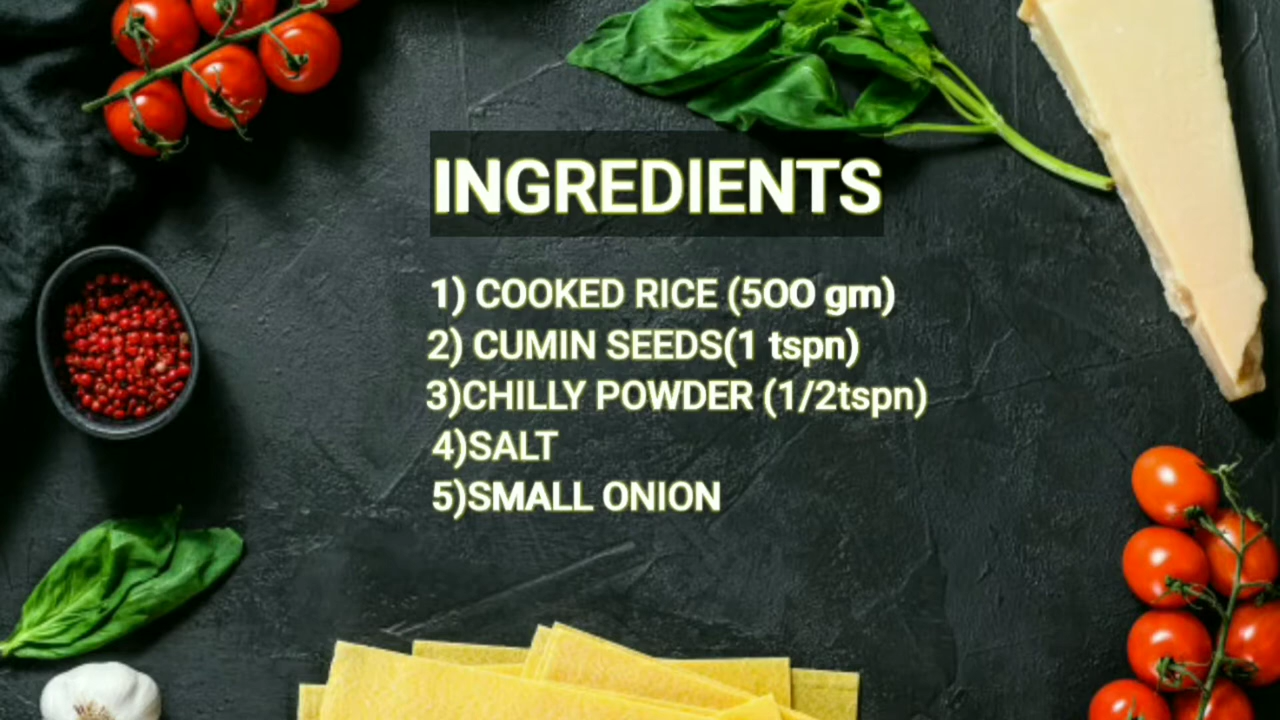 INGREDIENTS
1) COOKED RICE (500 gm)
2) CUMIN SEEDS(1 tspn)
3)CHILLY POWDER (1/2tspn)
4)SALT
5)SMALL ONION